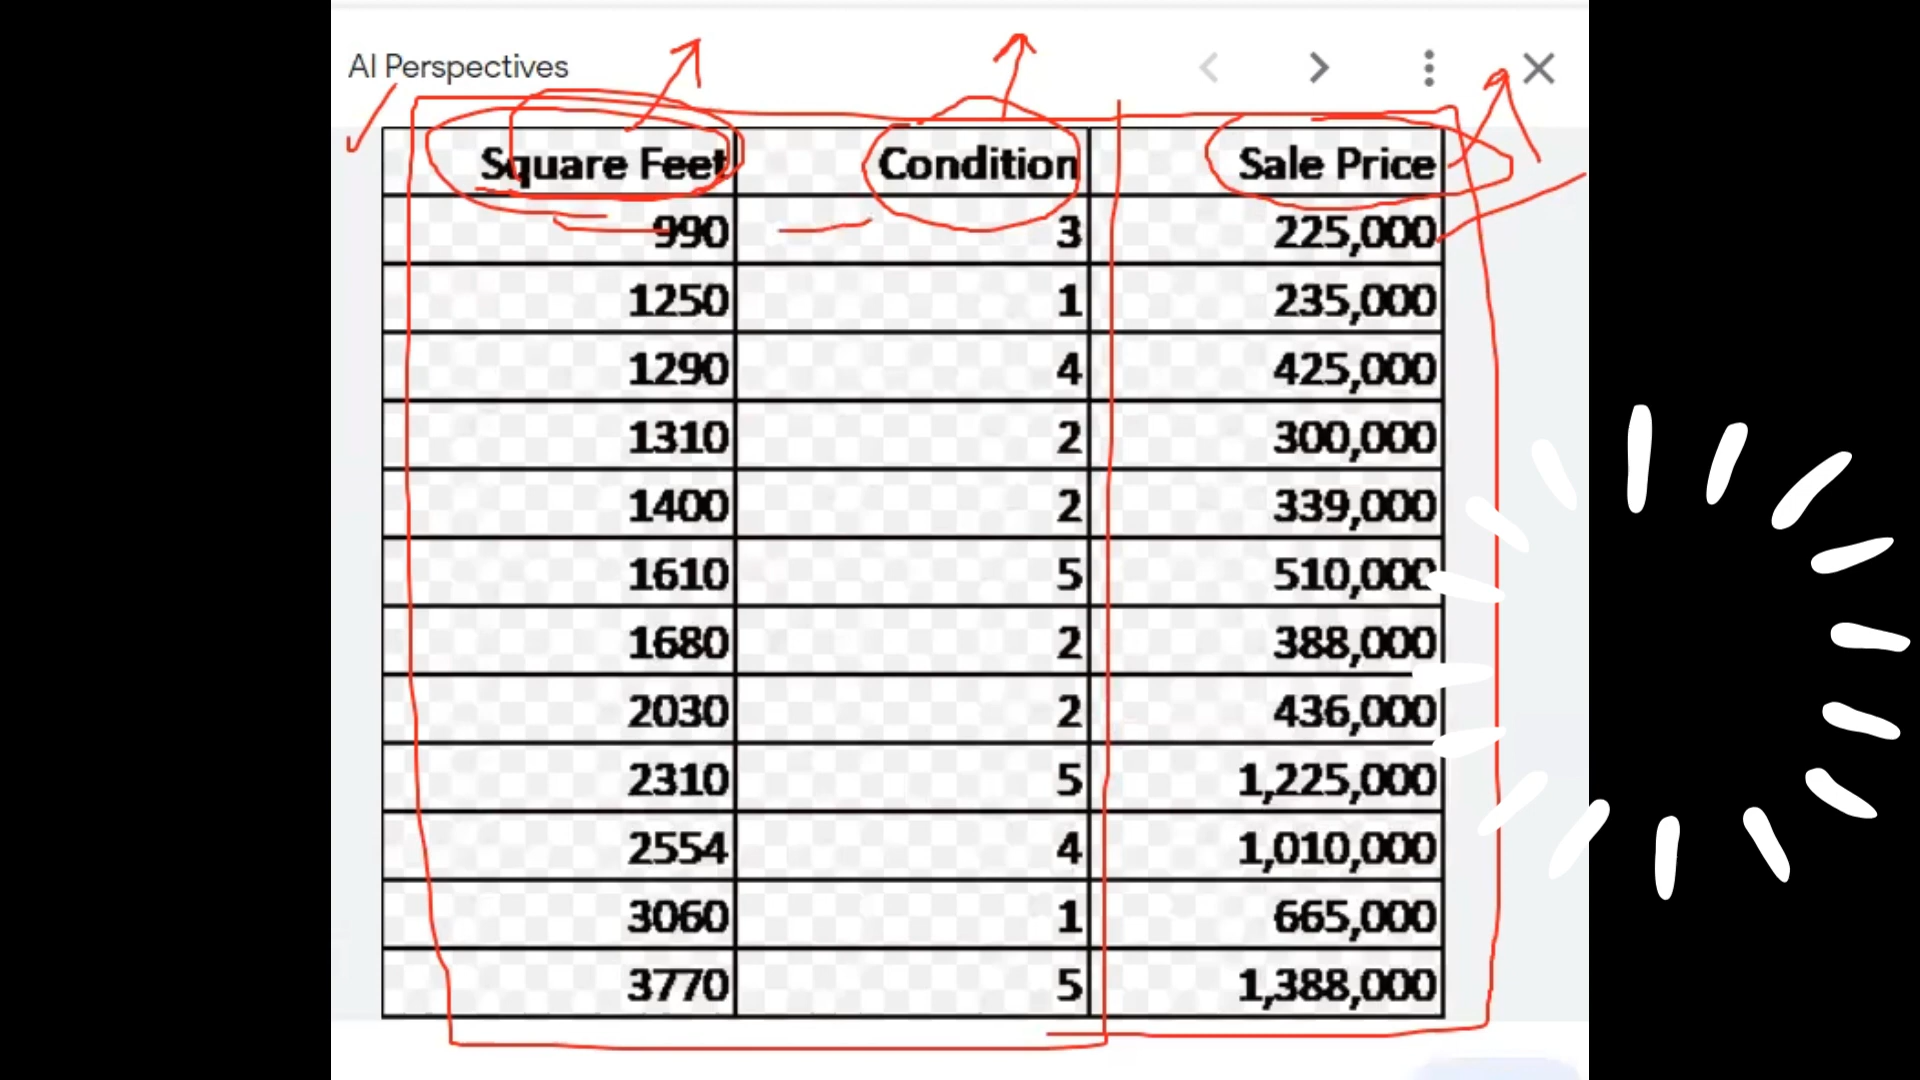 AI Perspectives
Square Feet Condition Sale Price
990 3 225,000
1250 1 235,000
1290 4 425,000
1310 2 300,000
1400 2 339,000
1610 5 510,000
1680 2 388,000
2030 2 436,000
2310 5 1,225,000
2554 4 1,010,000
3060 1 665,000
3770 5 1,388,000